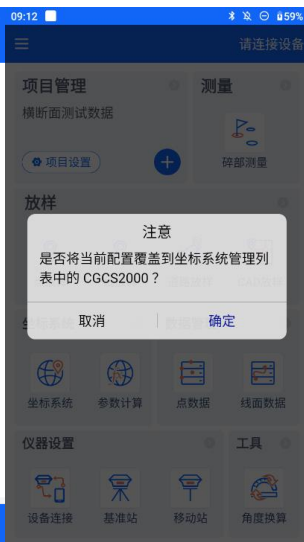 09:12
59%
请连接设备
项目管理
测量
横断面测试数据
项目设置
碎部测量
放样
注意
是否将当前配置覆盖到坐标系统管理列
表中的 CGCS2000？
取消
确定
坐标系统
参数计算
点数据
线面数据
仪器设置
工具
设备连接
基准站
移动站
角度换算